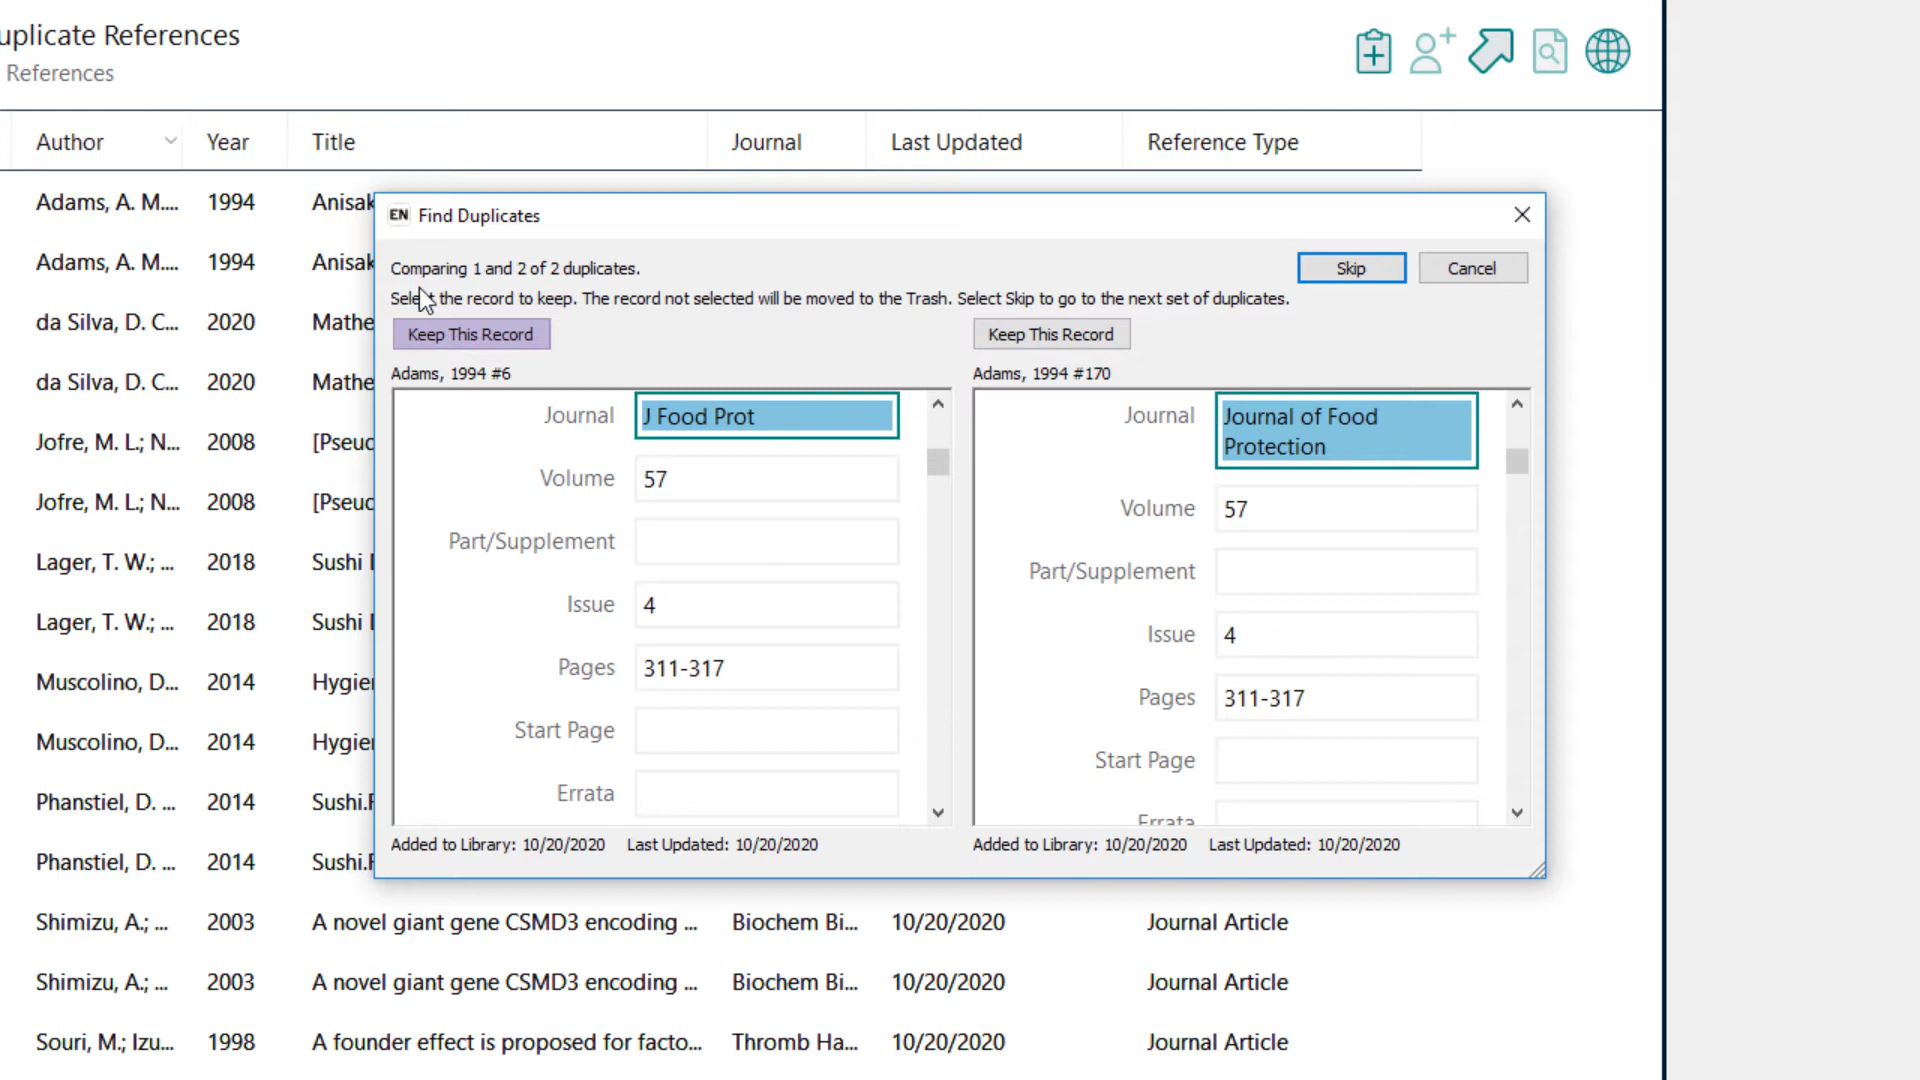 uplicate References
References
Author Year Title Journal Last Updated Reference Type
Adams, A. M.... 1994 Anisak
Adams, A. M.... 1994 Anisak
da Silva, D. C... 2020 Mathe
da Silva, D. C... 2020 Mathe
Jofre, M. L.; N... 2008 [Pseud
Jofre, M. L.; N... 2008 [Pseud
Lager, T. W.; ... 2018 Sushi
Lager, T. W.; ... 2018 Sushi
Muscolino, D... 2014 Hygie
Muscolino, D... 2014 Hygie
Phanstiel, D. ... 2014 Sushi.
Phanstiel, D. ... 2014 Sushi.
Shimizu, A.; ... 2003 A novel giant gene CSMD3 encoding ... Biochem Bi... 10/20/2020 Journal Article
Shimizu, A.; ... 2003 A novel giant gene CSMD3 encoding ... Biochem Bi... 10/20/2020 Journal Article
Souri, M.; Izu... 1998 A founder effect is proposed for facto... Thromb Ha... 10/20/2020 Journal Article
EN Find Duplicates
Comparing 1 and 2 of 2 duplicates.
Skip Cancel
Select the record to keep. The record not selected will be moved to the Trash. Select Skip to go to the next set of duplicates.
Keep This Record
Adams, 1994 #6
Journal J Food Prot
Volume 57
Part/Supplement
Issue 4
Pages 311-317
Start Page
Errata
Added to Library: 10/20/2020 Last Updated: 10/20/2020
Keep This Record
Adams, 1994 #170
Journal Journal of Food
Protection
Volume 57
Part/Supplement
Issue 4
Pages 311-317
Start Page
Errata
Added to Library: 10/20/2020 Last Updated: 10/20/2020